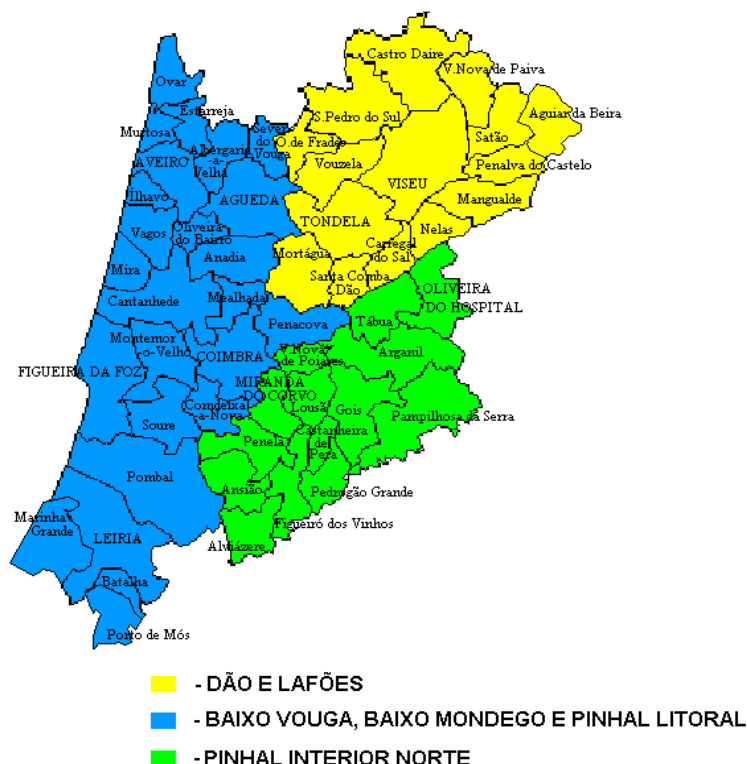 Castro Daire
V.Nova de Paiva
Ovar
Estarreja
S.Pedro do Sul
Aguiar da Beira
Murtosa
Sever
do
Vouga
O.de Frades
Satão
Albergaria
-a-
Velha
AVEIRO
Vouzela
Penalva do Castelo
VISEU
Ilhavo
AGUEDA
Mangualde
Vagos
Oliveira
do Bairro
TONDELA
Nelas
Anadia
Mortágua
Carregal
do Sal
Mira
Santa Comba
Dão
OLIVEIRA
DO HOSPITAL
Cantanhede
Mealhada
Penacova
Tábua
Montemor
-o-Velho
COIMBRA
V.Nova
de Poiares
Arganil
FIGUEIRA DA FOZ
MIRANDA
DO CORVO
Condeixa
-a-Nova
Lousã
Gois
Pampilhosa da Serra
Soure
Castanheira
de
Pera
Penela
Pombal
Ansião
Pedrogão Grande
Marinha
Grande
Figueiró dos Vinhos
LEIRIA
Alviázere
Batalha
Porto de Mós
- DÃO E LAFÕES
- BAIXO VOUGA, BAIXO MONDEGO E PINHAL LITORAL
- PINHAL INTERIOR NORTE